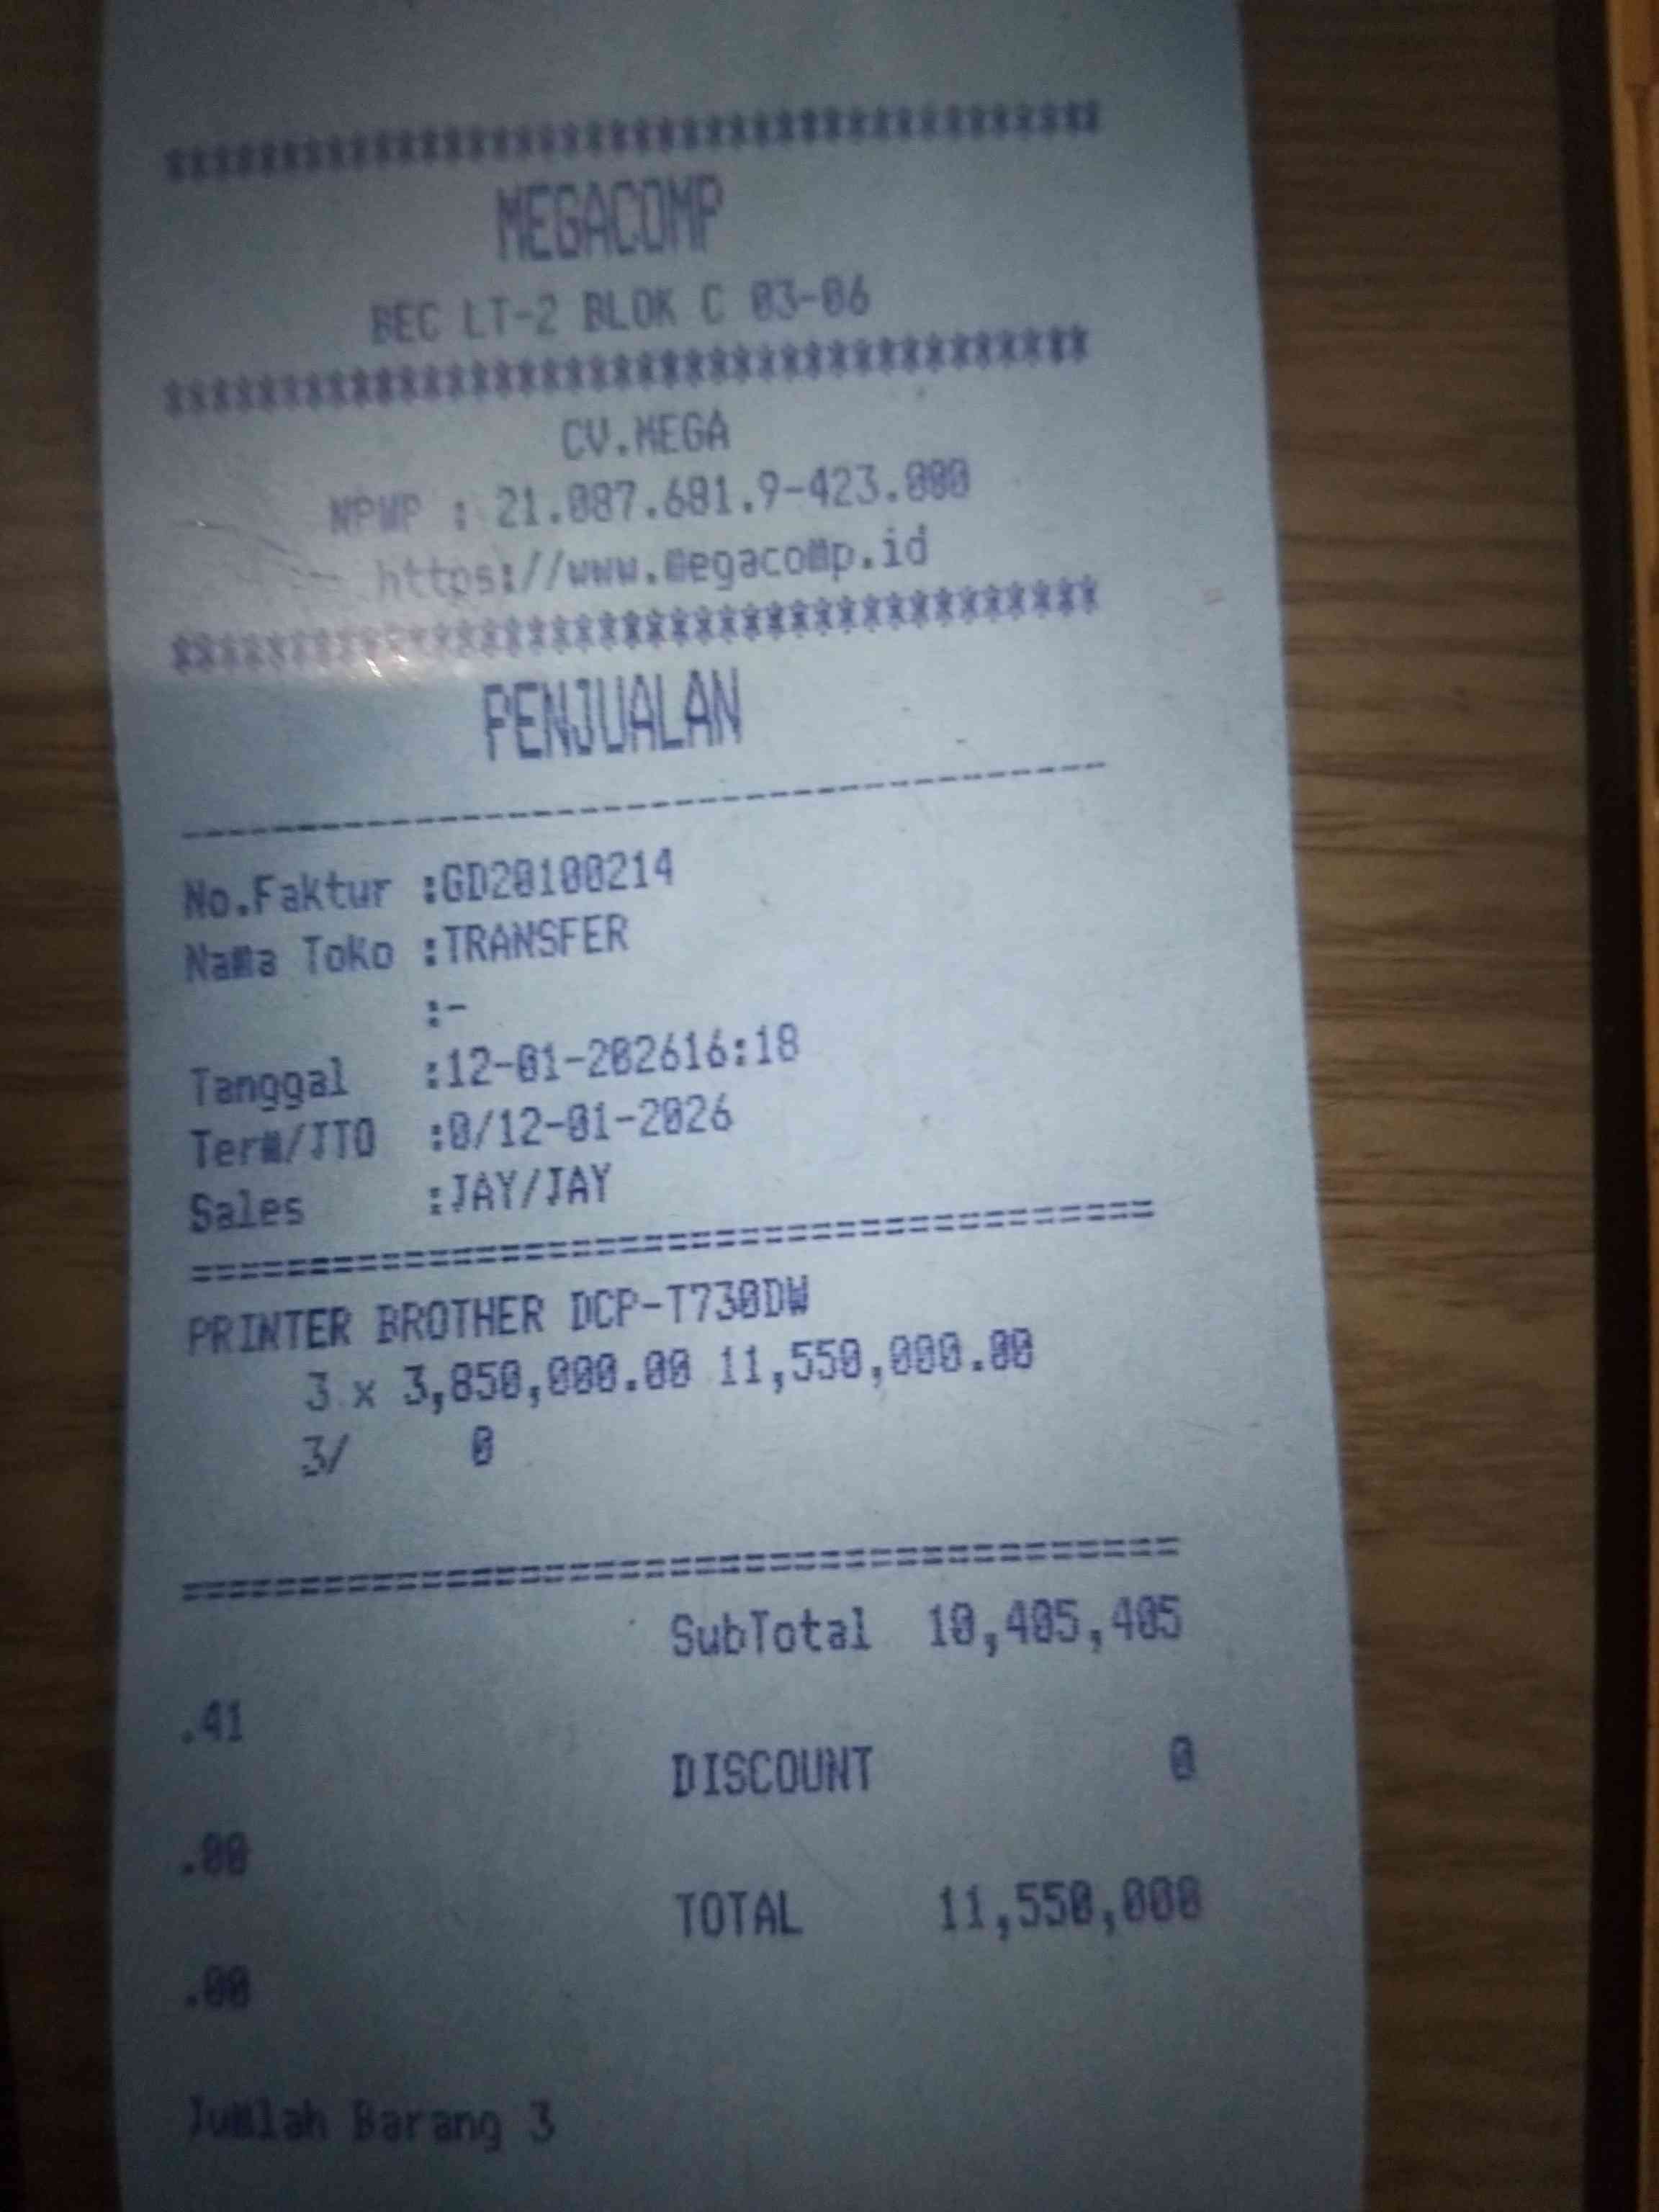 ****************************************
MEGACOMP
BEC LT-2 BLOK C 03-06
****************************************
CV.MEGA
NPWP : 21.087.681.9-423.000
https://www.megacomp.id
****************************************
PENJUALAN
----------------------------------------
No.Faktur :GD20100214
Nama Toko :TRANSFER
:-
Tanggal :12-01-202616:18
Term/JTO :0/12-01-2026
Sales :JAY/JAY
========================================
PRINTER BROTHER DCP-T730DW
3 x 3,850,000.00 11,550,000.00
3/ 0
========================================
SubTotal 10,405,405
.41
DISCOUNT 0
.00
TOTAL 11,550,000
.00
Jumlah Barang 3